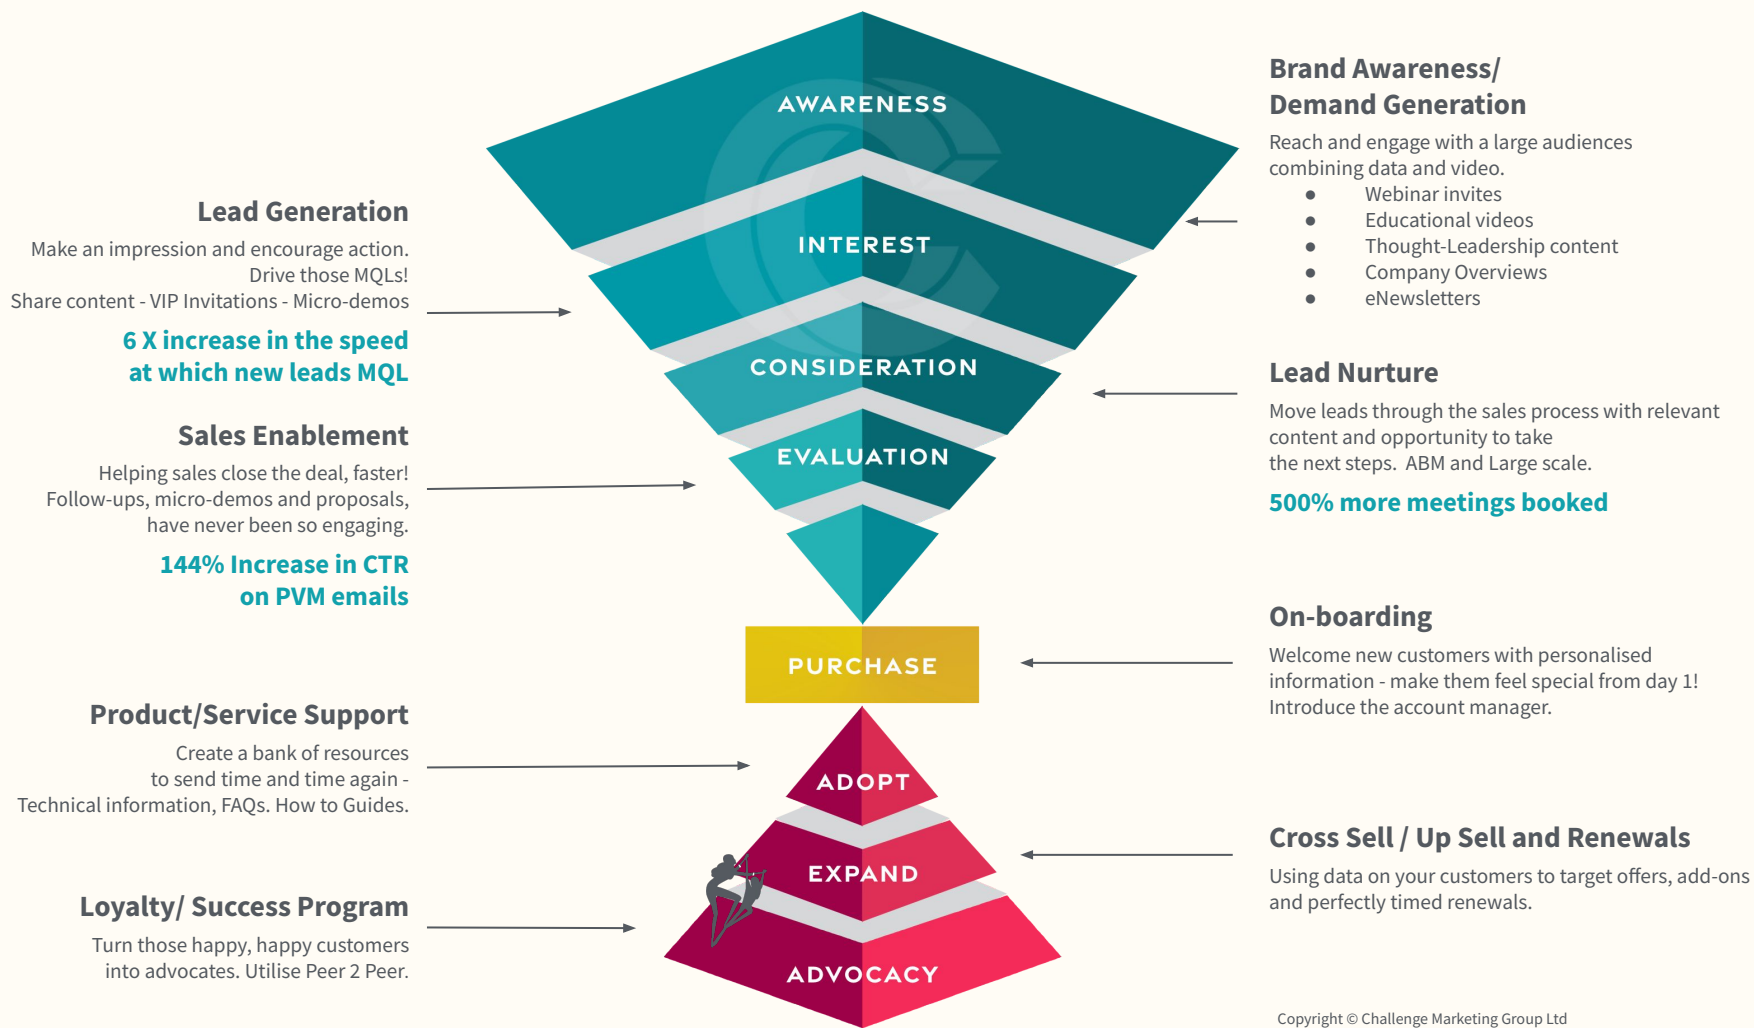 AWARENESS
INTEREST
CONSIDERATION
EVALUATION
PURCHASE
ADOPT
EXPAND
ADVOCACY
Lead Generation
Make an impression and encourage action.
Drive those MQLs!
Share content - VIP Invitations - Micro-demos
6 X increase in the speed
at which new leads MQL
Sales Enablement
Helping sales close the deal, faster!
Follow-ups, micro-demos and proposals,
have never been so engaging.
144% Increase in CTR
on PVM emails
Product/Service Support
Create a bank of resources
to send time and time again -
Technical information, FAQs. How to Guides.
Loyalty/ Success Program
Turn those happy, happy customers
into advocates. Utilise Peer 2 Peer.
Brand Awareness/
Demand Generation
Reach and engage with a large audiences
combining data and video.
● Webinar invites
● Educational videos
● Thought-Leadership content
● Company Overviews
● eNewsletters
Lead Nurture
Move leads through the sales process with relevant
content and opportunity to take
the next steps. ABM and Large scale.
500% more meetings booked
On-boarding
Welcome new customers with personalised
information - make them feel special from day 1!
Introduce the account manager.
Cross Sell / Up Sell and Renewals
Using data on your customers to target offers, add-ons
and perfectly timed renewals.
Copyright © Challenge Marketing Group Ltd